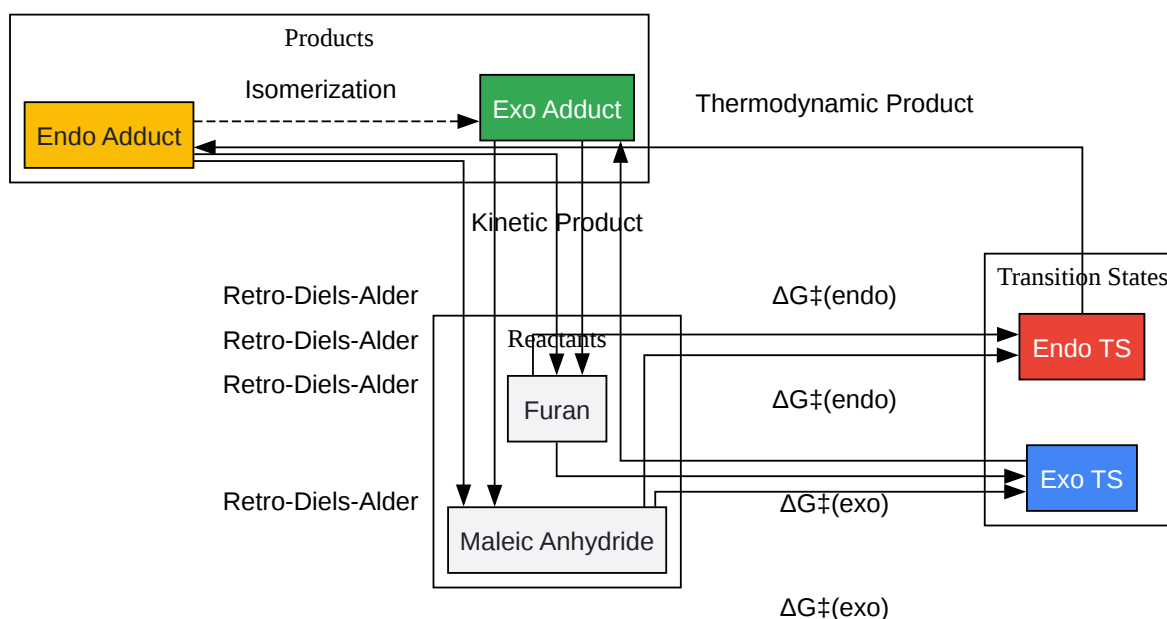 Products
Isomerization
Endo Adduct
Exo Adduct
Thermodynamic Product
Kinetic Product
Transition States
Retro-Diels-Alder
ΔG‡(endo)
Reactants
Retro-Diels-Alder
Endo TS
Retro-Diels-Alder
Furan
ΔG‡(endo)
Exo TS
Retro-Diels-Alder
ΔG‡(exo)
Maleic Anhydride
ΔG‡(exo)